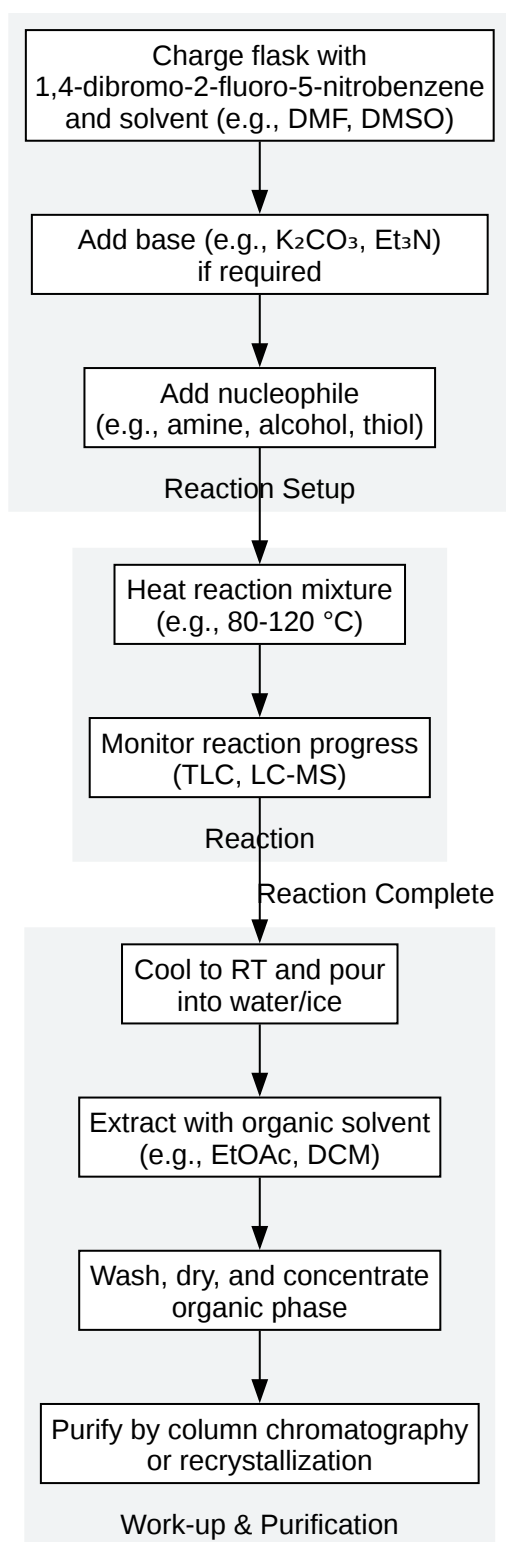 Charge flask with
1,4-dibromo-2-fluoro-5-nitrobenzene
and solvent (e.g., DMF, DMSO)
Add base (e.g., K₂CO₃, Et₃N)
if required
Add nucleophile
(e.g., amine, alcohol, thiol)
Reaction Setup
Heat reaction mixture
(e.g., 80-120 °C)
Monitor reaction progress
(TLC, LC-MS)
Reaction
Reaction Complete
Cool to RT and pour
into water/ice
Extract with organic solvent
(e.g., EtOAc, DCM)
Wash, dry, and concentrate
organic phase
Purify by column chromatography
or recrystallization
Work-up & Purification